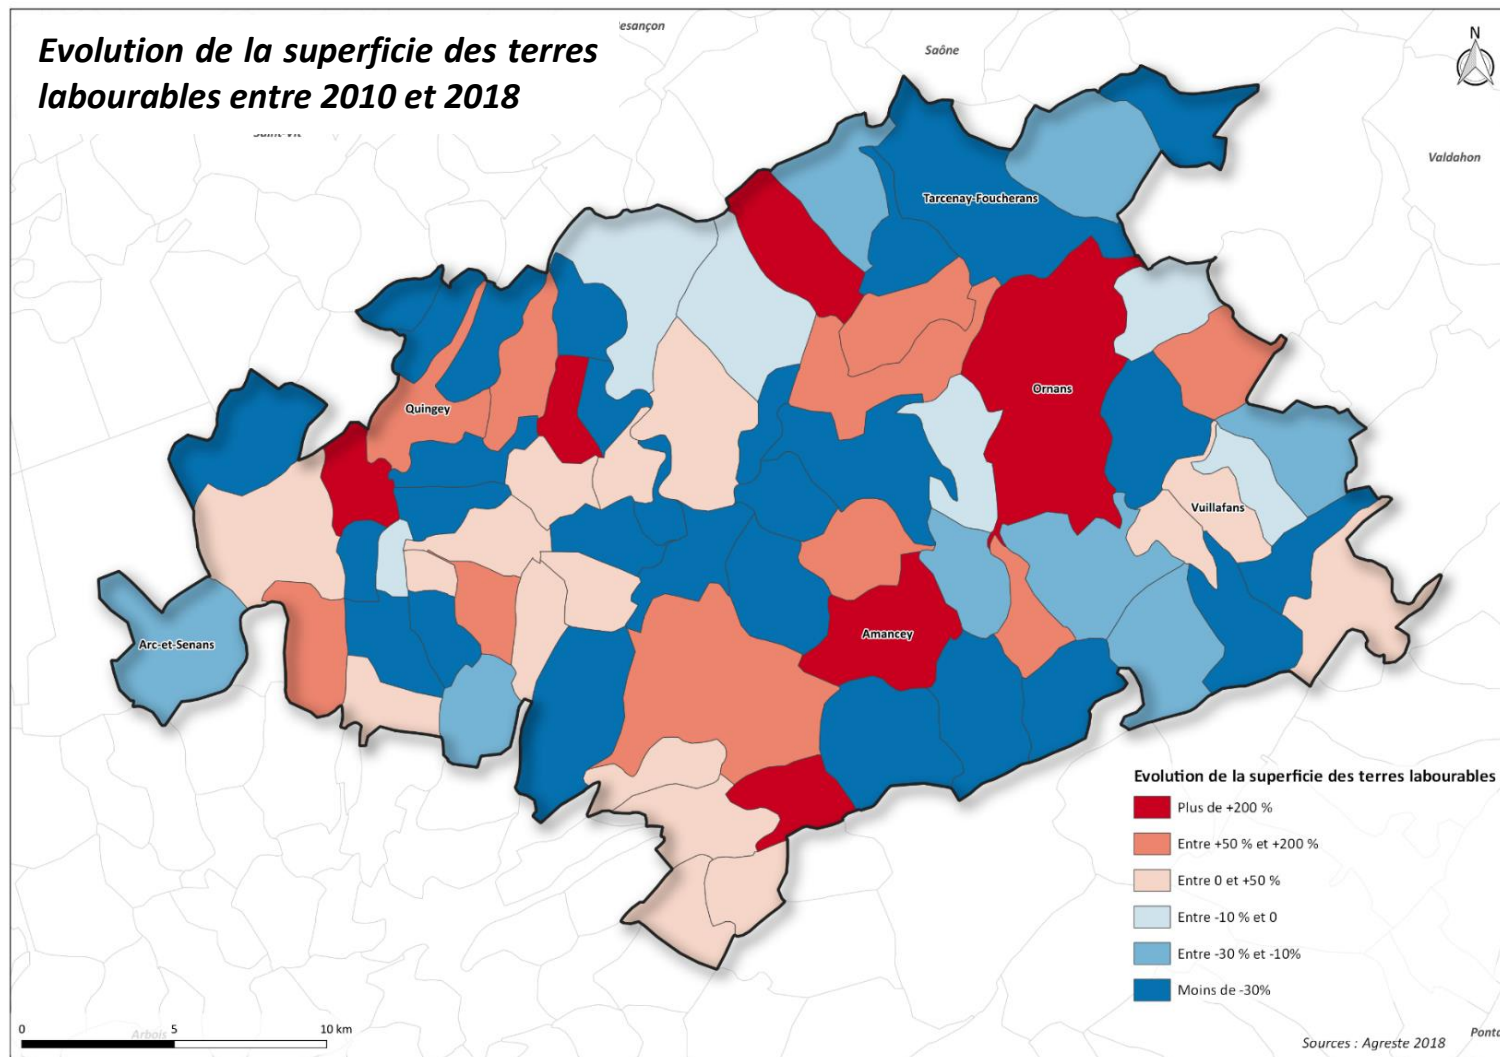 Evolution de la superficie des terres
labourables entre 2010 et 2018
esançon
Saône
N
Valdahon
Tarcenay-Foucherans
Ornans
Quingey
Vuillafans
Amancey
Arc-et-Senans
Evolution de la superficie des terres labourables
Plus de +200 %
Entre +50 % et +200 %
Entre 0 et +50 %
Entre -10 % et 0
Entre -30 % et -10%
Moins de -30%
0 5 10 km
Arbois
Sources : Agreste 2018
Ponta